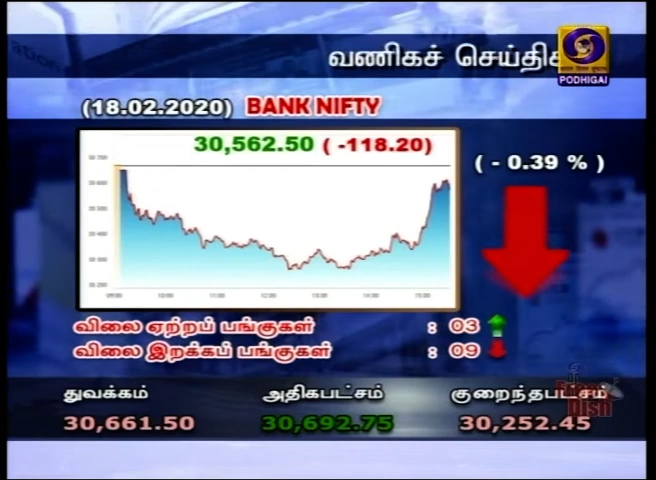 வணிகச் செய்திக
PODHIGAI
(18.02.2020) BANK NIFTY
30,562.50 ( -118.20)
( - 0.39 % )
விலை ஏற்றப் பங்குகள் : 03
விலை இறக்கப் பங்குகள் : 09
துவக்கம் அதிகபட்சம் குறைந்தபட்சம்
30,661.50 30,692.75 30,252.45
Dish